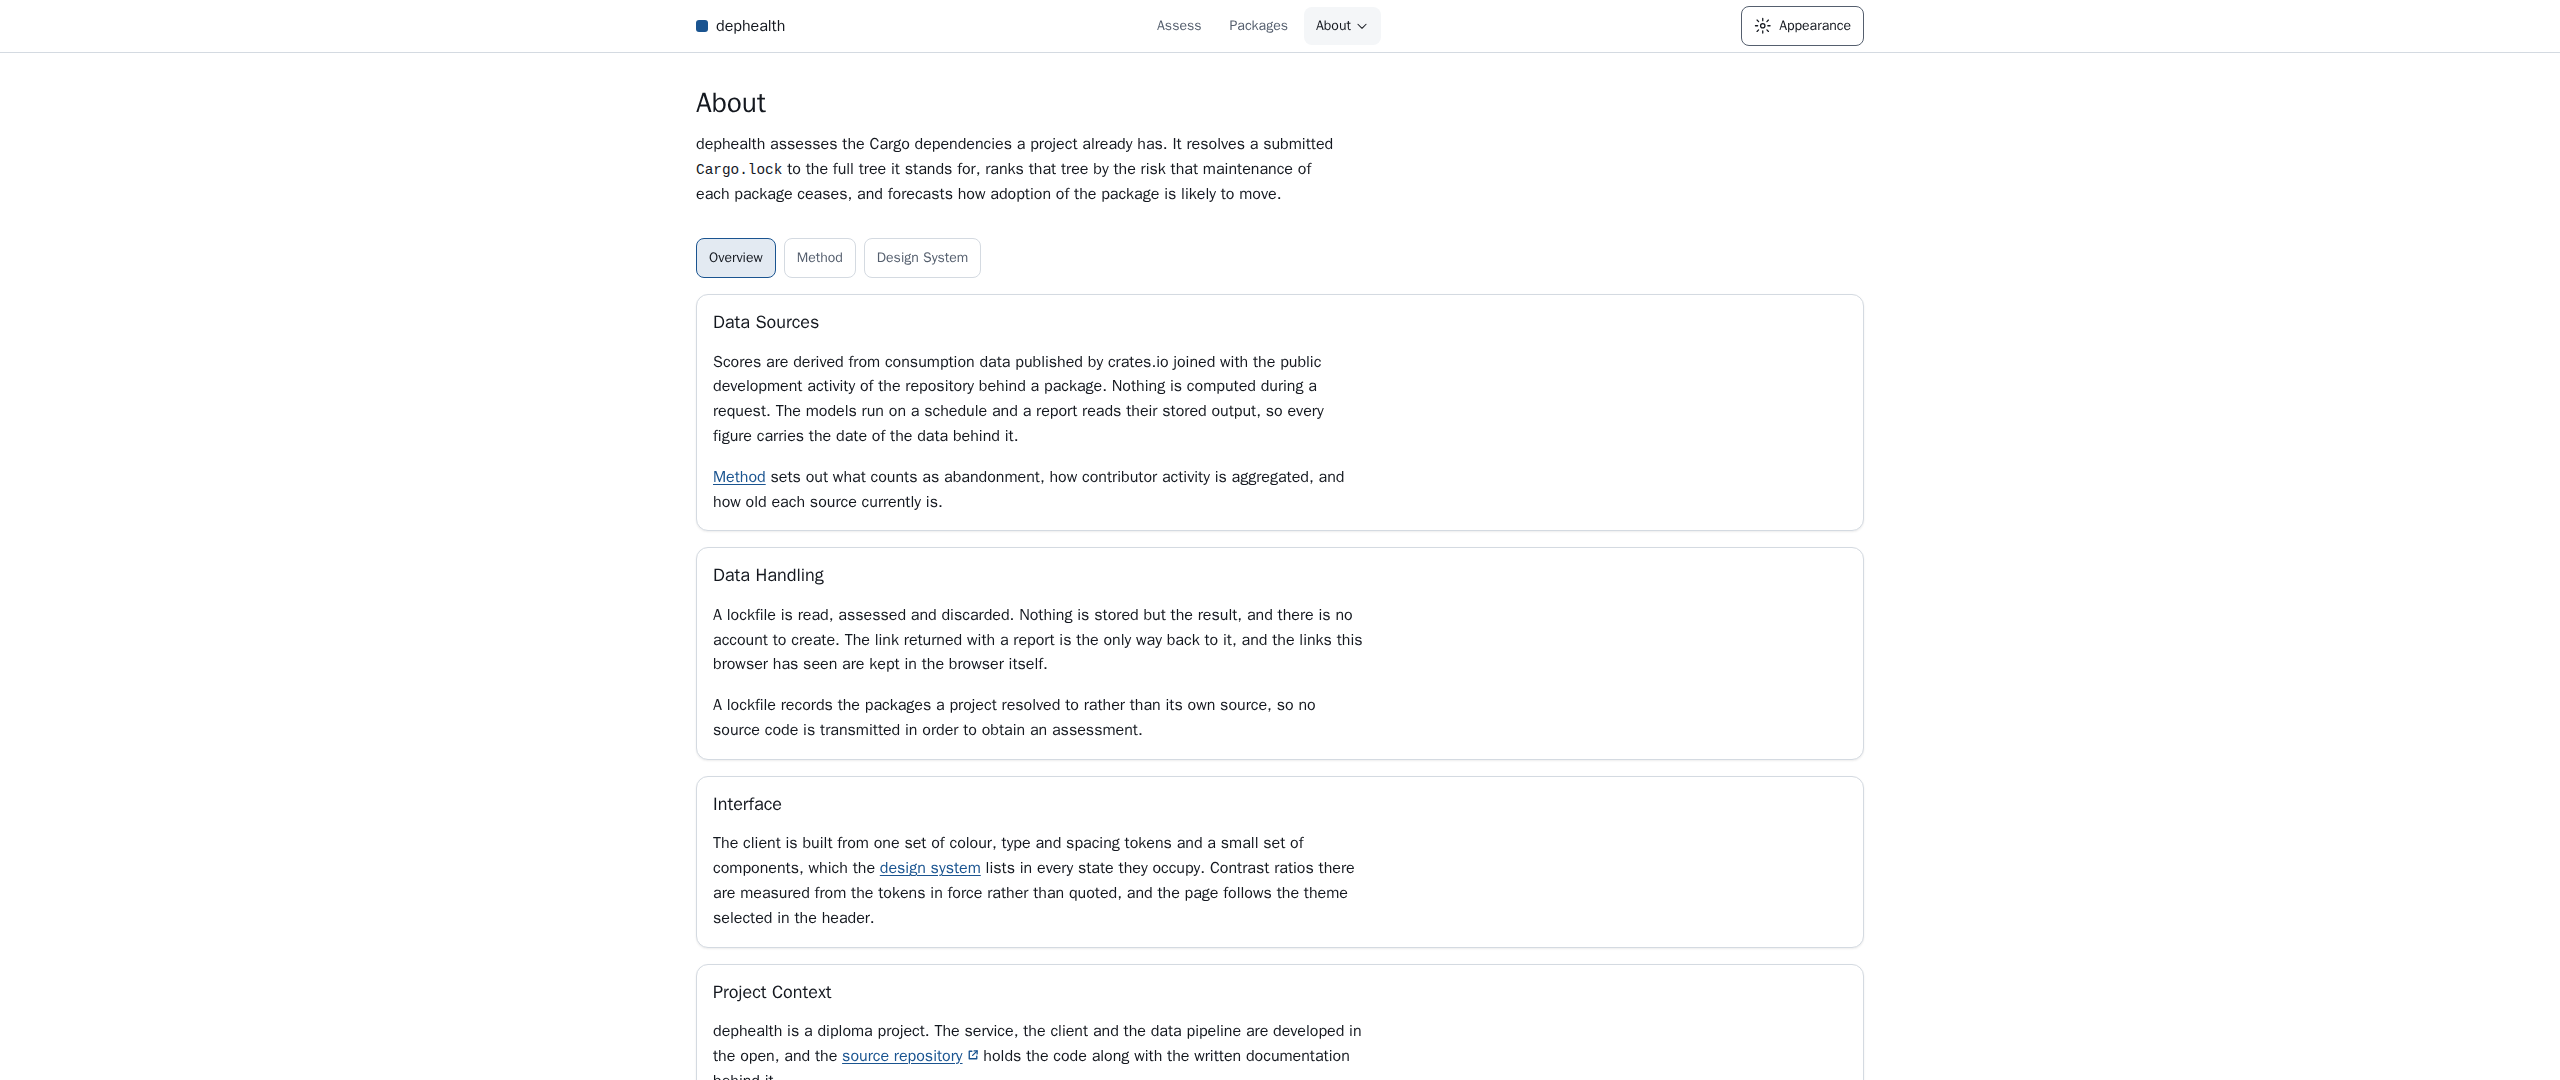 dephealth
Assess
Packages
About
Appearance
About
dephealth assesses the Cargo dependencies a project already has. It resolves a submitted
Cargo.lock to the full tree it stands for, ranks that tree by the risk that maintenance of
each package ceases, and forecasts how adoption of the package is likely to move.
Overview
Method
Design System
Data Sources
Scores are derived from consumption data published by crates.io joined with the public
development activity of the repository behind a package. Nothing is computed during a
request. The models run on a schedule and a report reads their stored output, so every
figure carries the date of the data behind it.
Method sets out what counts as abandonment, how contributor activity is aggregated, and
how old each source currently is.
Data Handling
A lockfile is read, assessed and discarded. Nothing is stored but the result, and there is no
account to create. The link returned with a report is the only way back to it, and the links this
browser has seen are kept in the browser itself.
A lockfile records the packages a project resolved to rather than its own source, so no
source code is transmitted in order to obtain an assessment.
Interface
The client is built from one set of colour, type and spacing tokens and a small set of
components, which the design system lists in every state they occupy. Contrast ratios there
are measured from the tokens in force rather than quoted, and the page follows the theme
selected in the header.
Project Context
dephealth is a diploma project. The service, the client and the data pipeline are developed in
the open, and the source repository holds the code along with the written documentation
behind it.